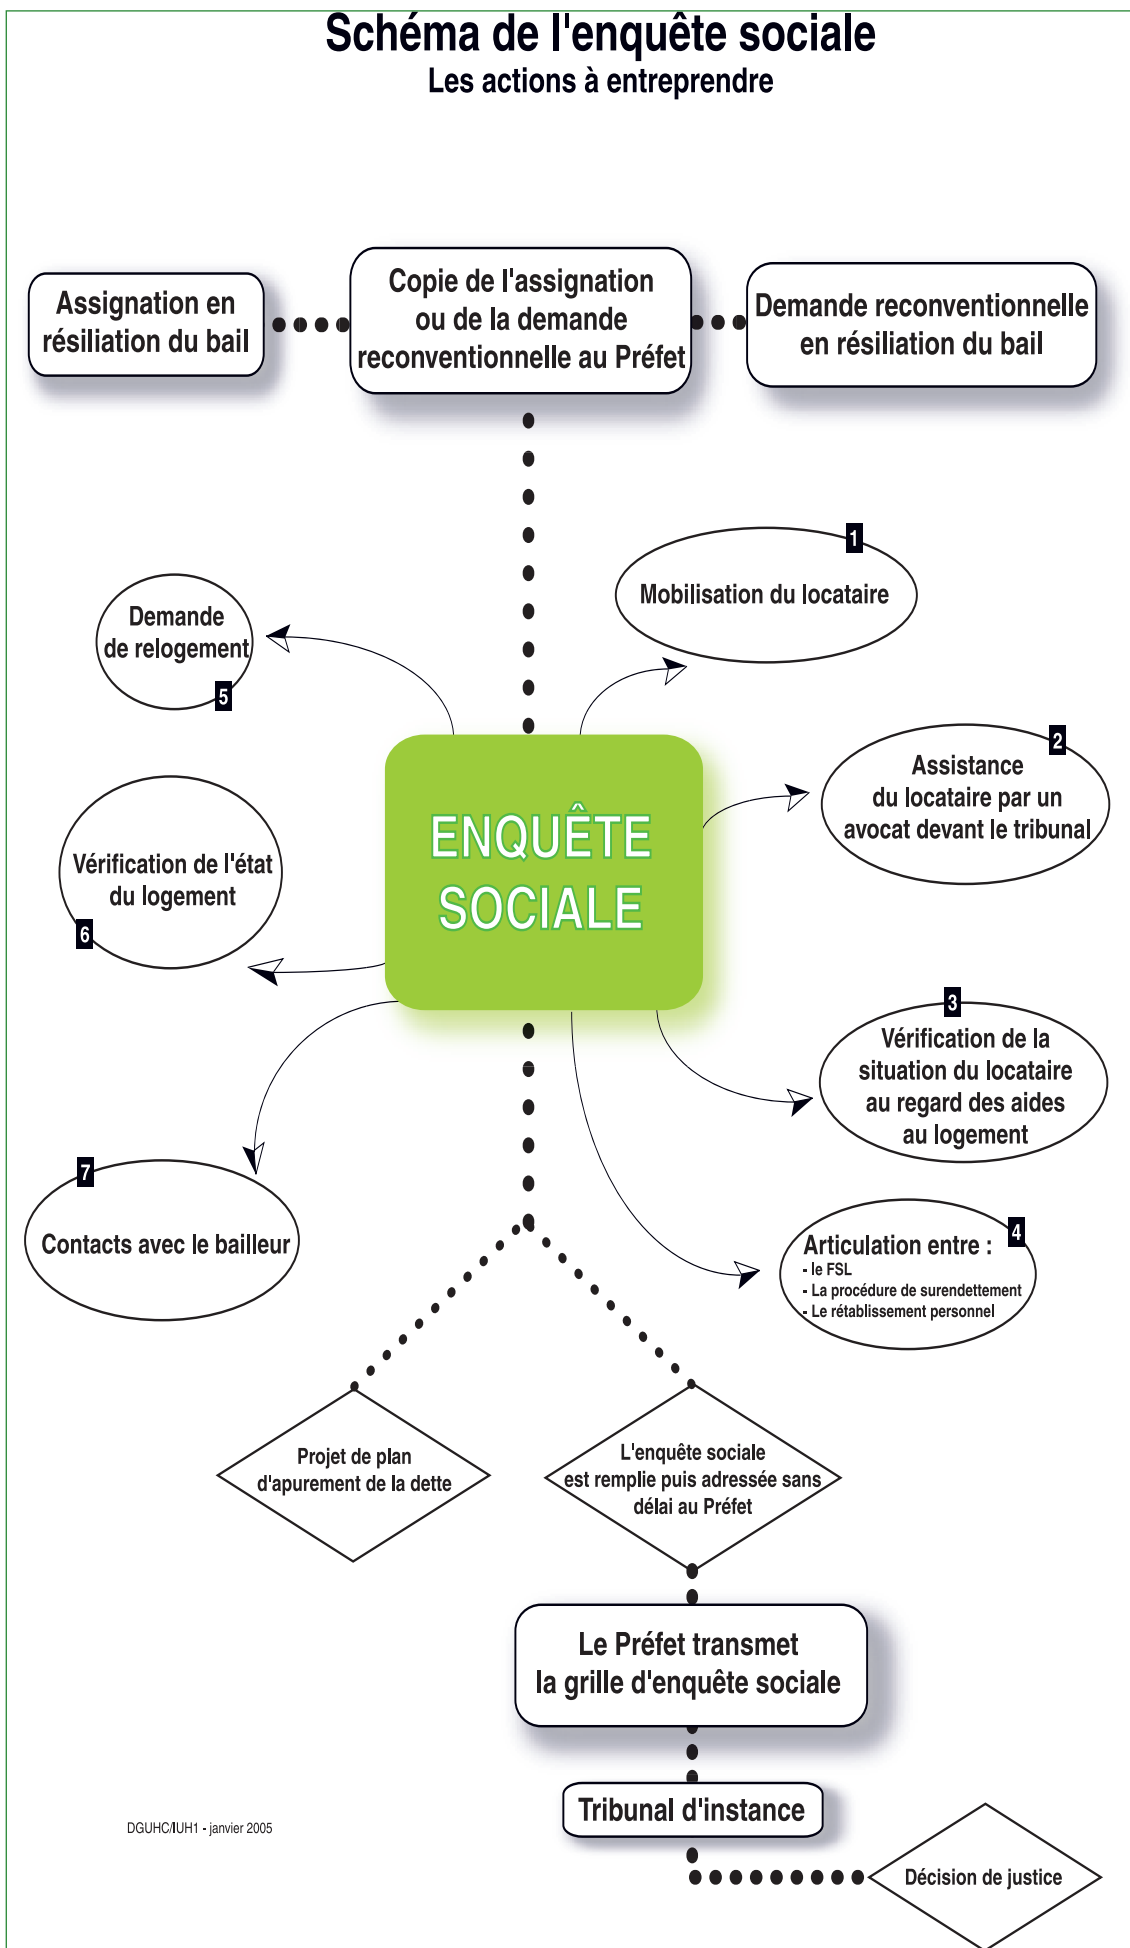 Schéma de l'enquête sociale
Les actions à entreprendre
Assignation en
résiliation du bail
Copie de l'assignation
ou de la demande
reconventionnelle au Préfet
Demande reconventionnelle
en résiliation du bail
1
Mobilisation du locataire
Demande
de relogement
5
2
Assistance
du locataire par un
avocat devant le tribunal
ENQUÊTE
SOCIALE
Vérification de l'état
du logement
6
3
Vérification de la
situation du locataire
au regard des aides
au logement
7
Contacts avec le bailleur
4
Articulation entre :
- le FSL
- La procédure de surendettement
- Le rétablissement personnel
Projet de plan
d'apurement de la dette
L'enquête sociale
est remplie puis adressée sans
délai au Préfet
Le Préfet transmet
la grille d'enquête sociale
Tribunal d'instance
DGUHC/IUH1 - janvier 2005
Décision de justice